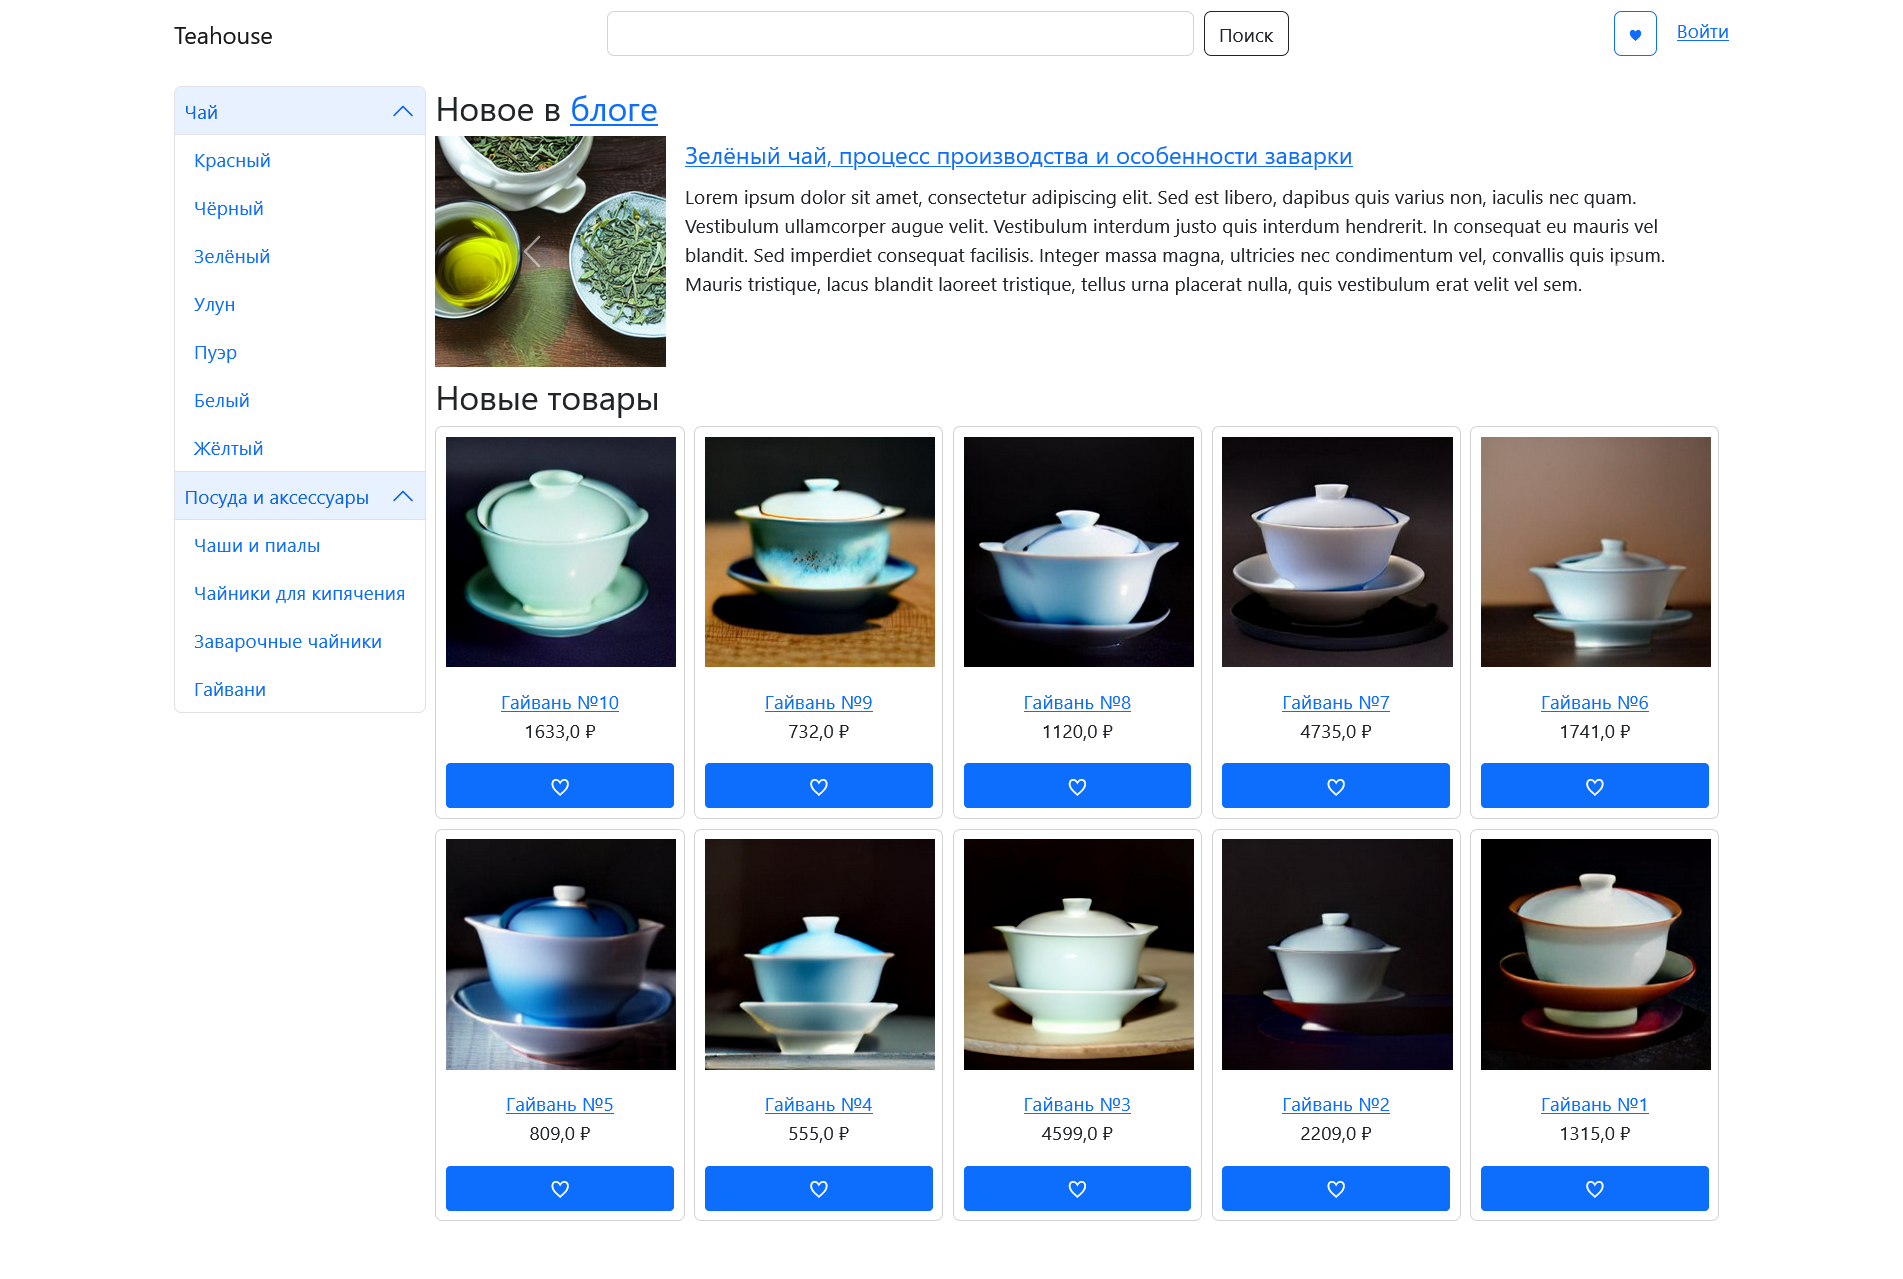 Teahouse
Поиск
Войти
Чай
Красный
Чёрный
Зелёный
Улун
Пуэр
Белый
Жёлтый
Посуда и аксессуары
Чаши и пиалы
Чайники для кипячения
Заварочные чайники
Гайвани
Новое в блоге
Зелёный чай, процесс производства и особенности заварки
Lorem ipsum dolor sit amet, consectetur adipiscing elit. Sed est libero, dapibus quis varius non, iaculis nec quam.
Vestibulum ullamcorper augue velit. Vestibulum interdum justo quis interdum hendrerit. In consequat eu mauris vel
blandit. Sed imperdiet consequat facilisis. Integer massa magna, ultricies nec condimentum vel, convallis quis ipsum.
Mauris tristique, lacus blandit laoreet tristique, tellus urna placerat nulla, quis vestibulum erat velit vel sem.
Новые товары
Гайвань №10
1633,0 ₽
Гайвань №9
732,0 ₽
Гайвань №8
1120,0 ₽
Гайвань №7
4735,0 ₽
Гайвань №6
1741,0 ₽
Гайвань №5
809,0 ₽
Гайвань №4
555,0 ₽
Гайвань №3
4599,0 ₽
Гайвань №2
2209,0 ₽
Гайвань №1
1315,0 ₽